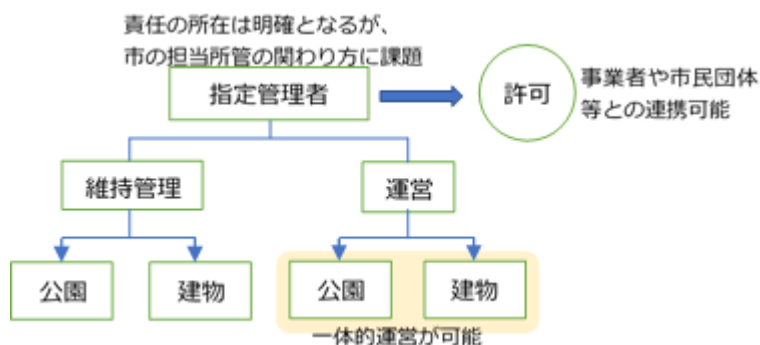 責任の所在は明確となるが、
市の担当所管の関わり方に課題
指定管理者
許可
事業者や市民団体
等との連携可能
維持管理
運営
公園
建物
公園
建物
一体的運営が可能